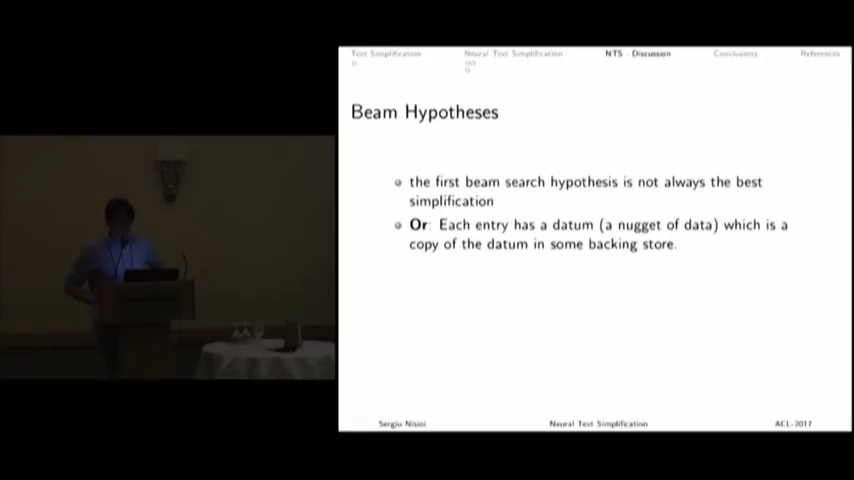 Text Simplification
Neural Text Simplification
NTS - Discussion
Conclusions
References
Beam Hypotheses
the first beam search hypothesis is not always the best
simplification
Or: Each entry has a datum (a nugget of data) which is a
copy of the datum in some backing store.
Sergiu Nisioi
Neural Text Simplification
ACL-2017